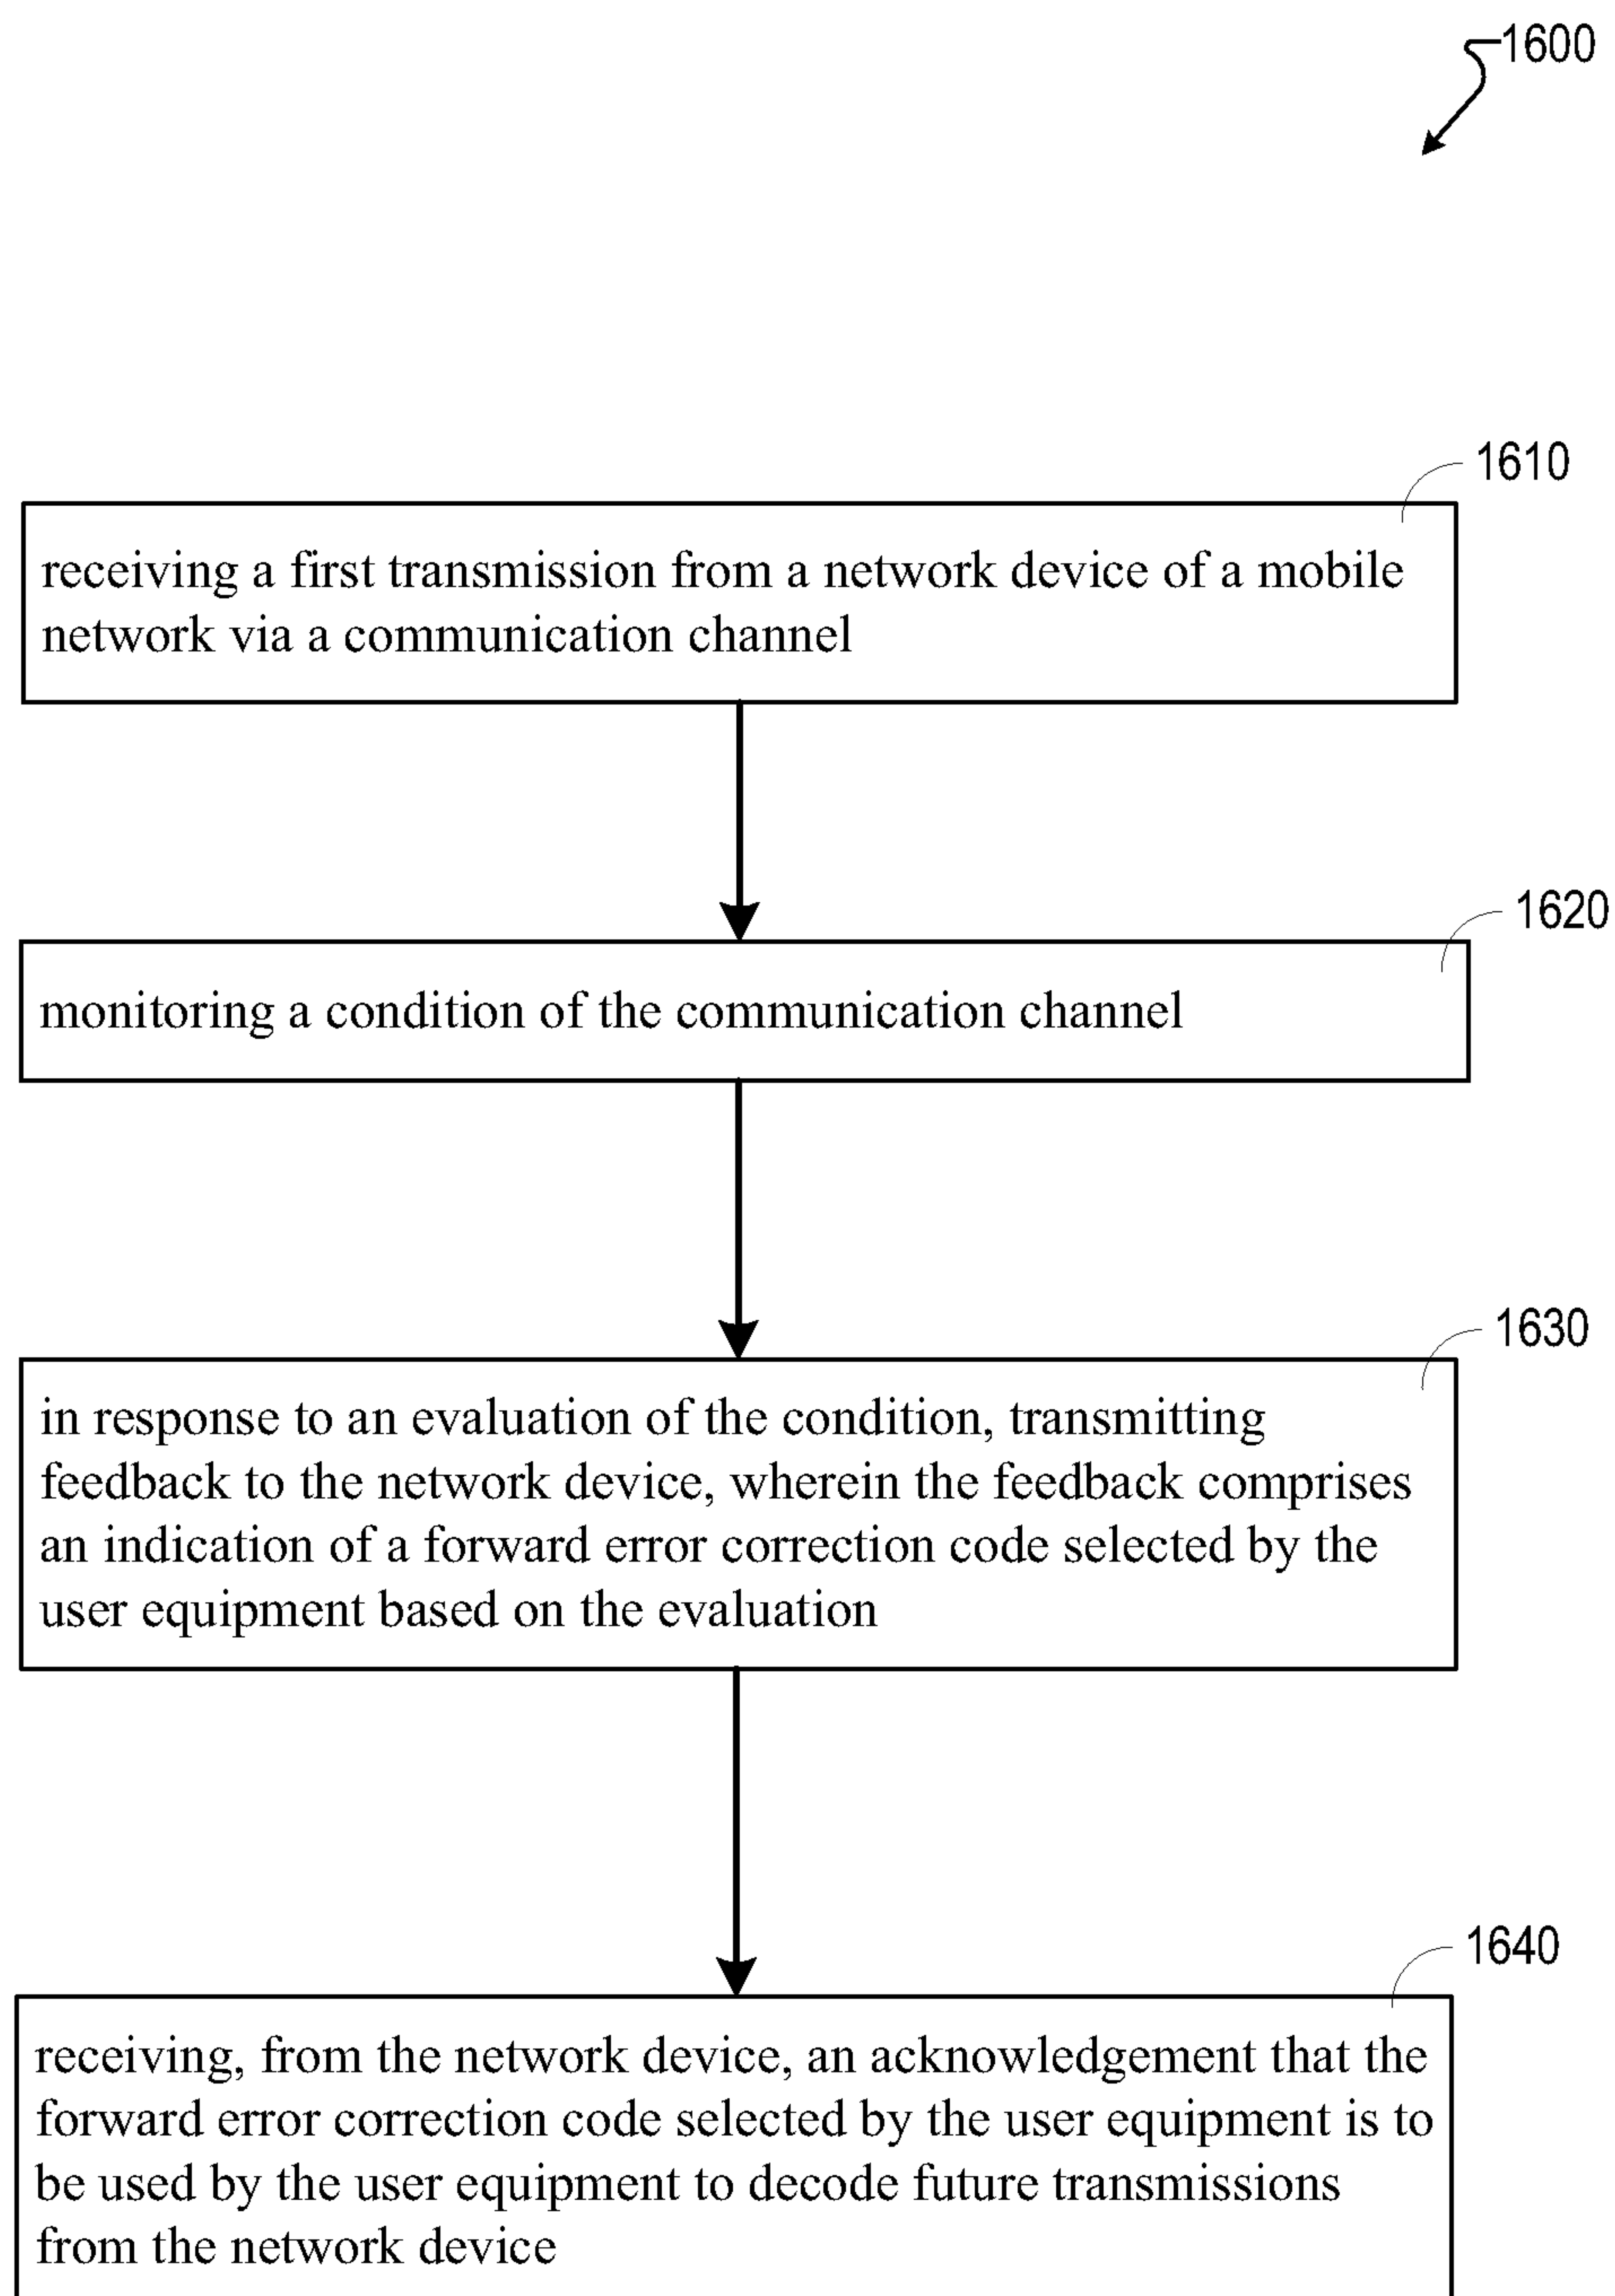 1600
1610
receiving a first transmission from a network device of a mobile
network via a communication channel
1620
monitoring a condition of the communication channel
1630
in response to an evaluation of the condition, transmitting
feedback to the network device, wherein the feedback comprises
an indication of a forward error correction code selected by the
user equipment based on the evaluation
1640
receiving, from the network device, an acknowledgement that the
forward error correction code selected by the user equipment is to
be used by the user equipment to decode future transmissions
from the network device